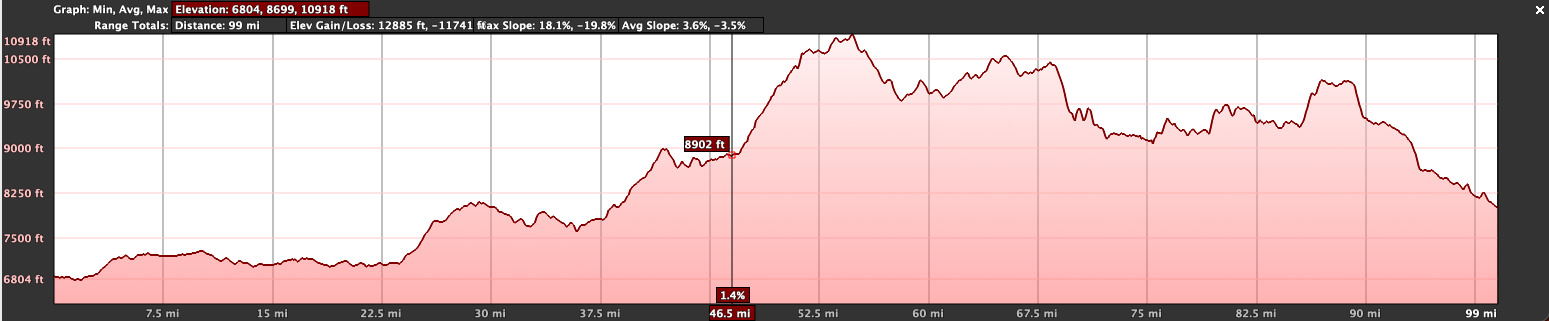 Graph: Min, Avg, Max Elevation: 6804, 8699, 10918 ft
Range Totals: Distance: 99 mi Elev Gain/Loss: 12885 ft, -11741 Max Slope: 18.1%, -19.8% Avg Slope: 3.6%, -3.5%
10918 ft
10500 ft
9750 ft
9000 ft
8902 ft
8250 ft
7500 ft
6804 ft
1.4%
7.5 mi 15 mi 22.5 mi 30 mi 37.5 mi 46.5 mi 52.5 mi 60 mi 67.5 mi 75 mi 82.5 mi 90 mi 99 mi